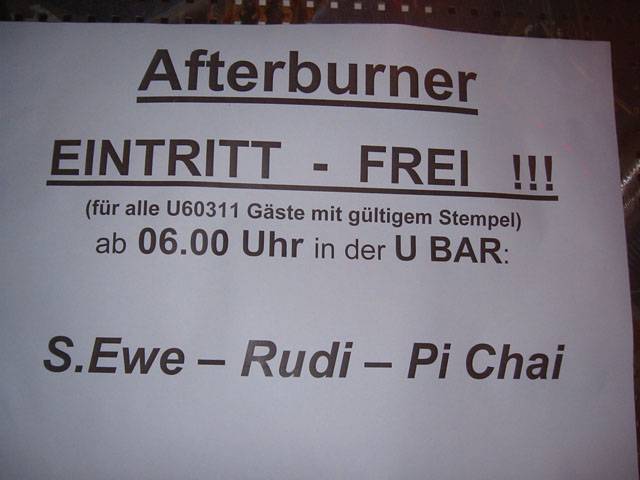 Afterburner
EINTRITT - FREI !!!
(für alle U60311 Gäste mit gültigem Stempel)
ab 06.00 Uhr in der U BAR:
S.Ewe – Rudi – Pi Chai